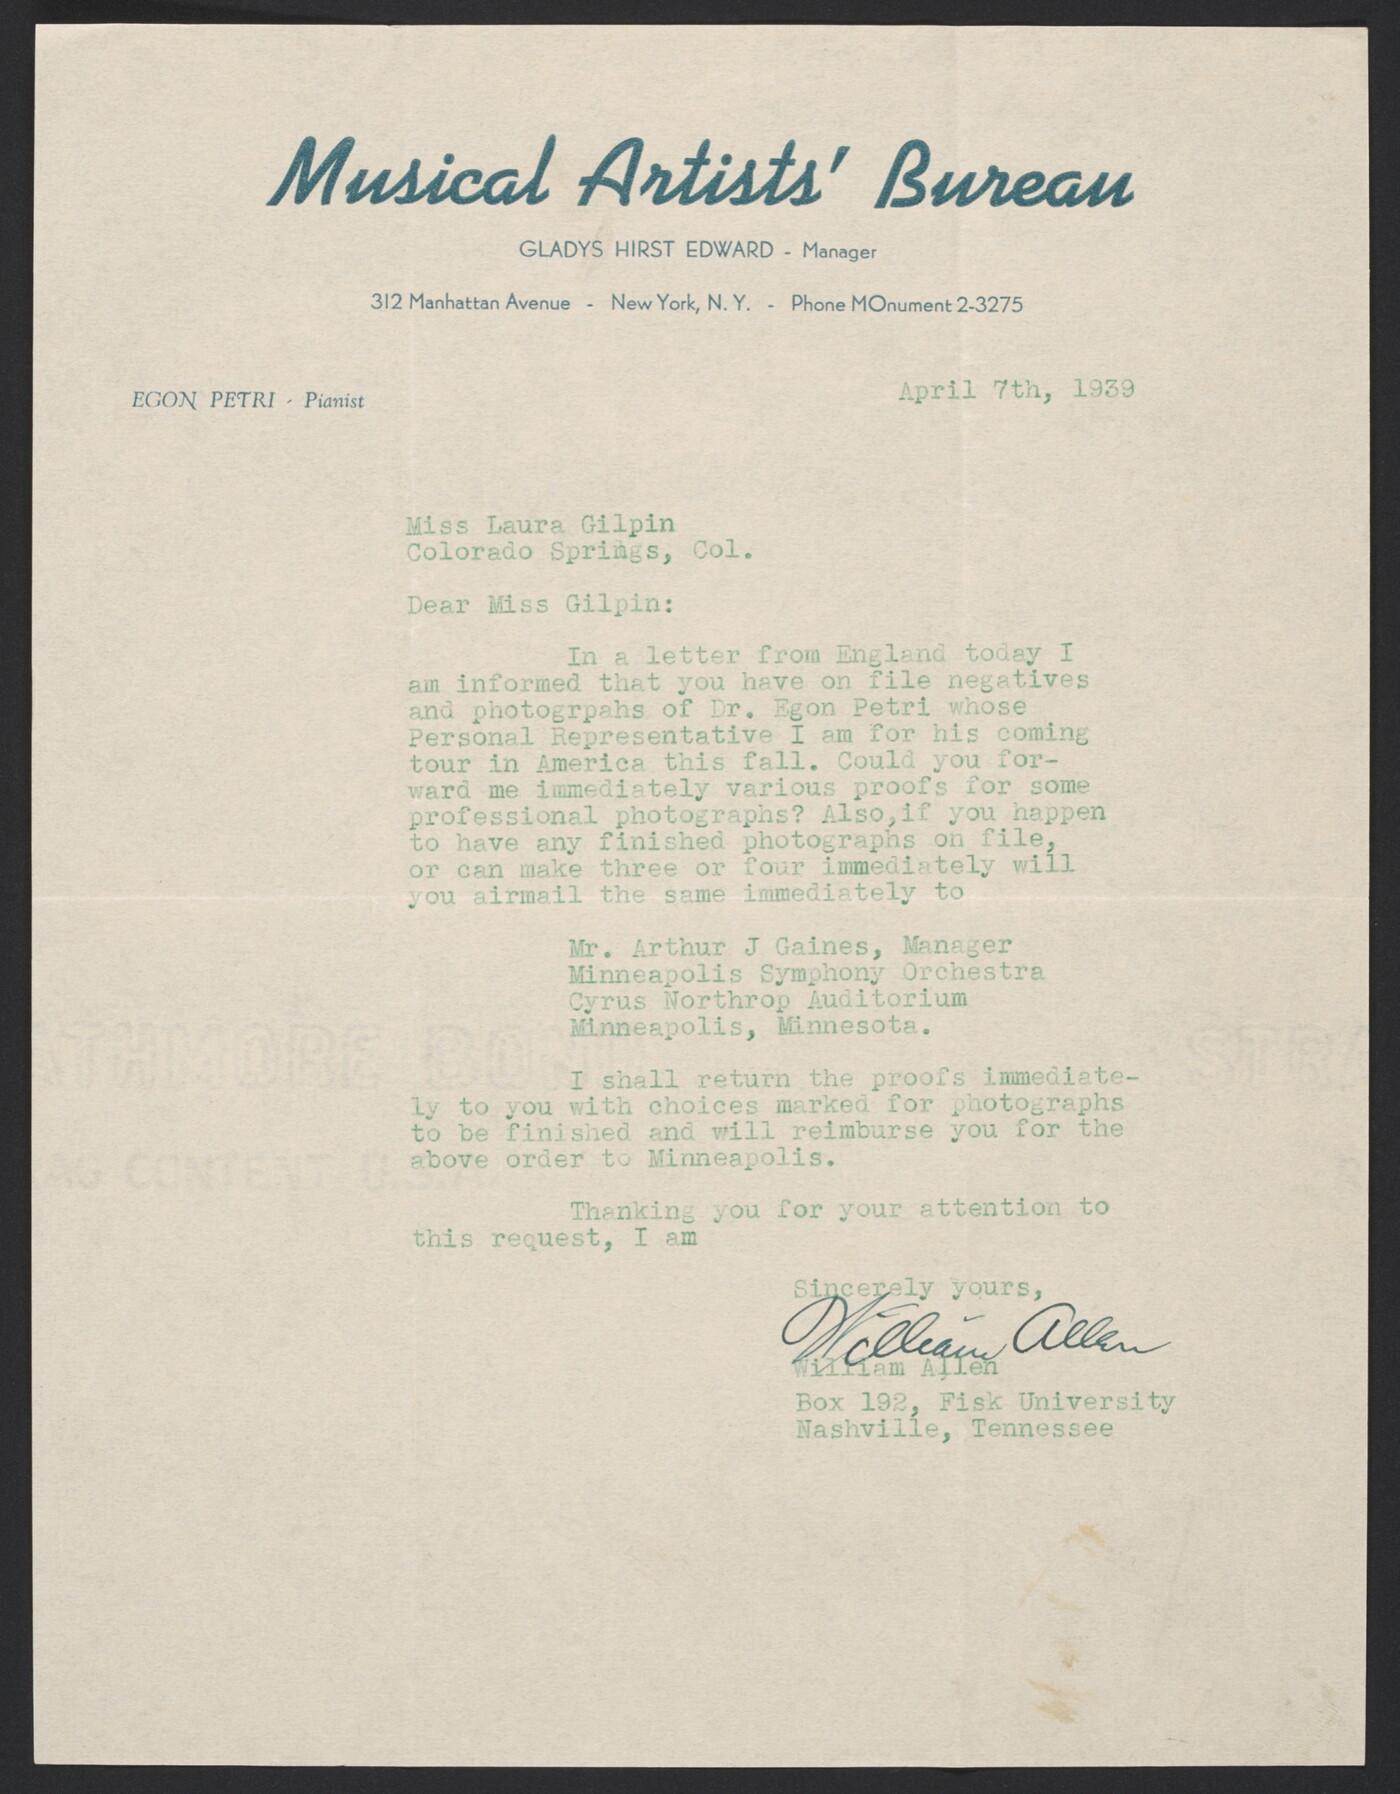 Musical Artists' Bureau
GLADYS HIRST EDWARD - Manager
312 Manhattan Avenue - New York, N. Y. - Phone MOnument 2-3275
EGON PETRI - Pianist
April 7th, 1939
Miss Laura Gilpin
Colorado Springs, Col.
Dear Miss Gilpin:
In a letter from England today I
am informed that you have on file negatives
and photogrpahs of Dr. Egon Petri whose
Personal Representative I am for his coming
tour in America this fall. Could you for-
ward me immediately various proofs for some
professional photographs? Also,if you happen
to have any finished photographs on file,
or can make three or four immediately will
you airmail the same immediately to
Mr. Arthur J Gaines, Manager
Minneapolis Symphony Orchestra
Cyrus Northrop Auditorium
Minneapolis, Minnesota.
I shall return the proofs immediate-
ly to you with choices marked for photographs
to be finished and will reimburse you for the
above order to Minneapolis.
Thanking you for your attention to
this request, I am
Sincerely yours,
William Allen
William Allen
Box 192, Fisk University
Nashville, Tennessee